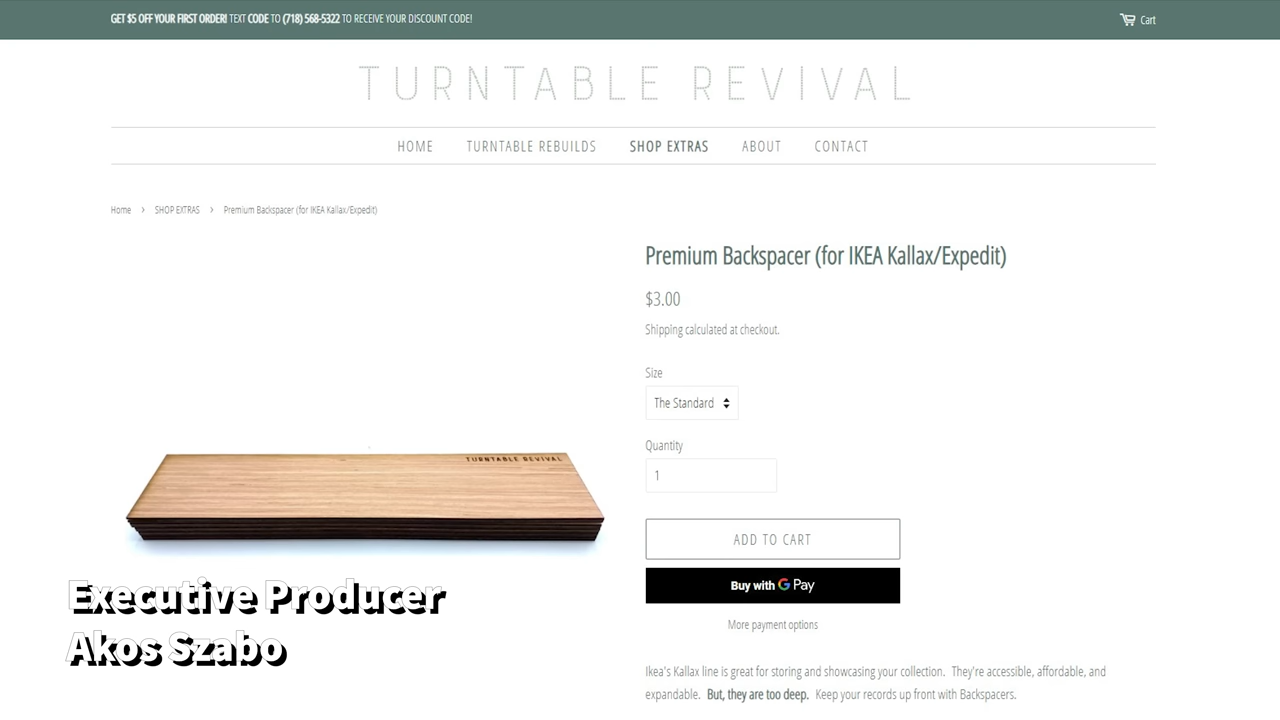 GET $5 OFF YOUR FIRST ORDER! TEXT CODE TO (718) 568-5322 TO RECEIVE YOUR DISCOUNT CODE!
Cart
TURNTABLE REVIVAL
HOME TURNTABLE REBUILDS SHOP EXTRAS ABOUT CONTACT
Home › SHOP EXTRAS › Premium Backspacer (for IKEA Kallax/Expedit)
Premium Backspacer (for IKEA Kallax/Expedit)
$3.00
Shipping calculated at checkout.
Size
The Standard
Quantity
1
ADD TO CART
Buy with G Pay
More payment options
Ikea's Kallax line is great for storing and showcasing your collection. They're accessible, affordable, and
expandable. But, they are too deep. Keep your records up front with Backspacers.
TURNTABLE REVIVAL
Executive Producer
Akos Szabo